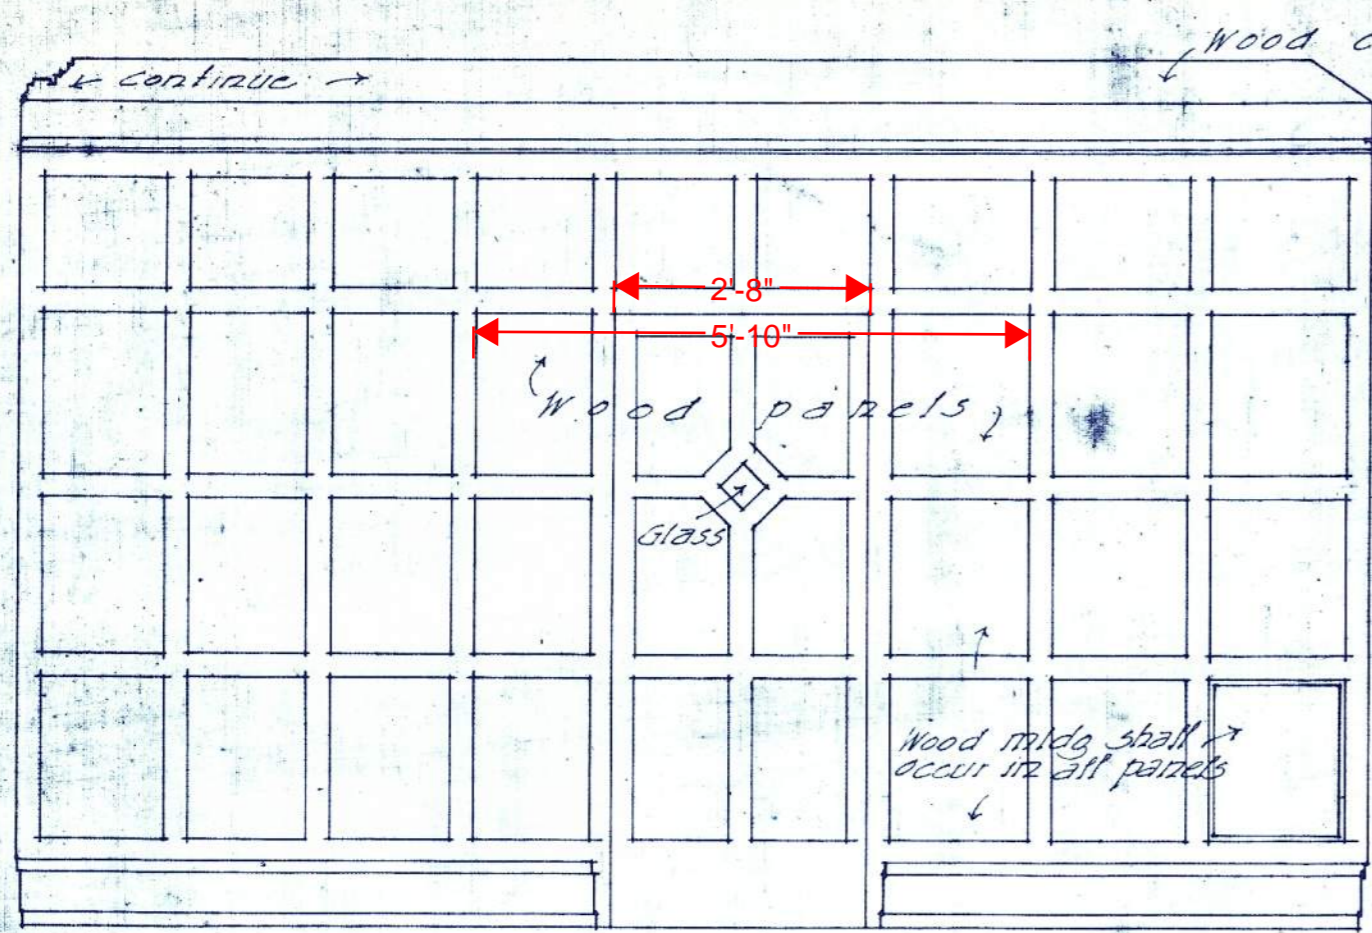 Wood
← continue →
2'-8"
5'-10"
Wood panels
Glass
Wood mldg shall
occur in all panels